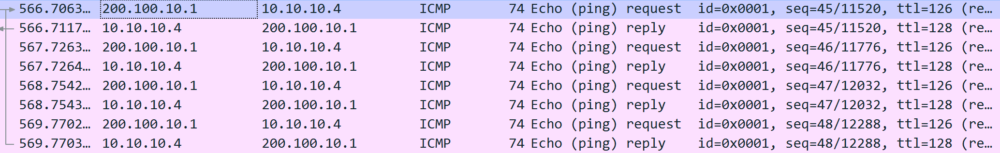 566.7063… 200.100.10.1 10.10.10.4 ICMP 74 Echo (ping) request id=0x0001, seq=45/11520, ttl=126 (re…
566.7117… 10.10.10.4 200.100.10.1 ICMP 74 Echo (ping) reply id=0x0001, seq=45/11520, ttl=128 (re…
567.7263… 200.100.10.1 10.10.10.4 ICMP 74 Echo (ping) request id=0x0001, seq=46/11776, ttl=126 (re…
567.7264… 10.10.10.4 200.100.10.1 ICMP 74 Echo (ping) reply id=0x0001, seq=46/11776, ttl=128 (re…
568.7542… 200.100.10.1 10.10.10.4 ICMP 74 Echo (ping) request id=0x0001, seq=47/12032, ttl=126 (re…
568.7543… 10.10.10.4 200.100.10.1 ICMP 74 Echo (ping) reply id=0x0001, seq=47/12032, ttl=128 (re…
569.7702… 200.100.10.1 10.10.10.4 ICMP 74 Echo (ping) request id=0x0001, seq=48/12288, ttl=126 (re…
569.7703… 10.10.10.4 200.100.10.1 ICMP 74 Echo (ping) reply id=0x0001, seq=48/12288, ttl=128 (re…